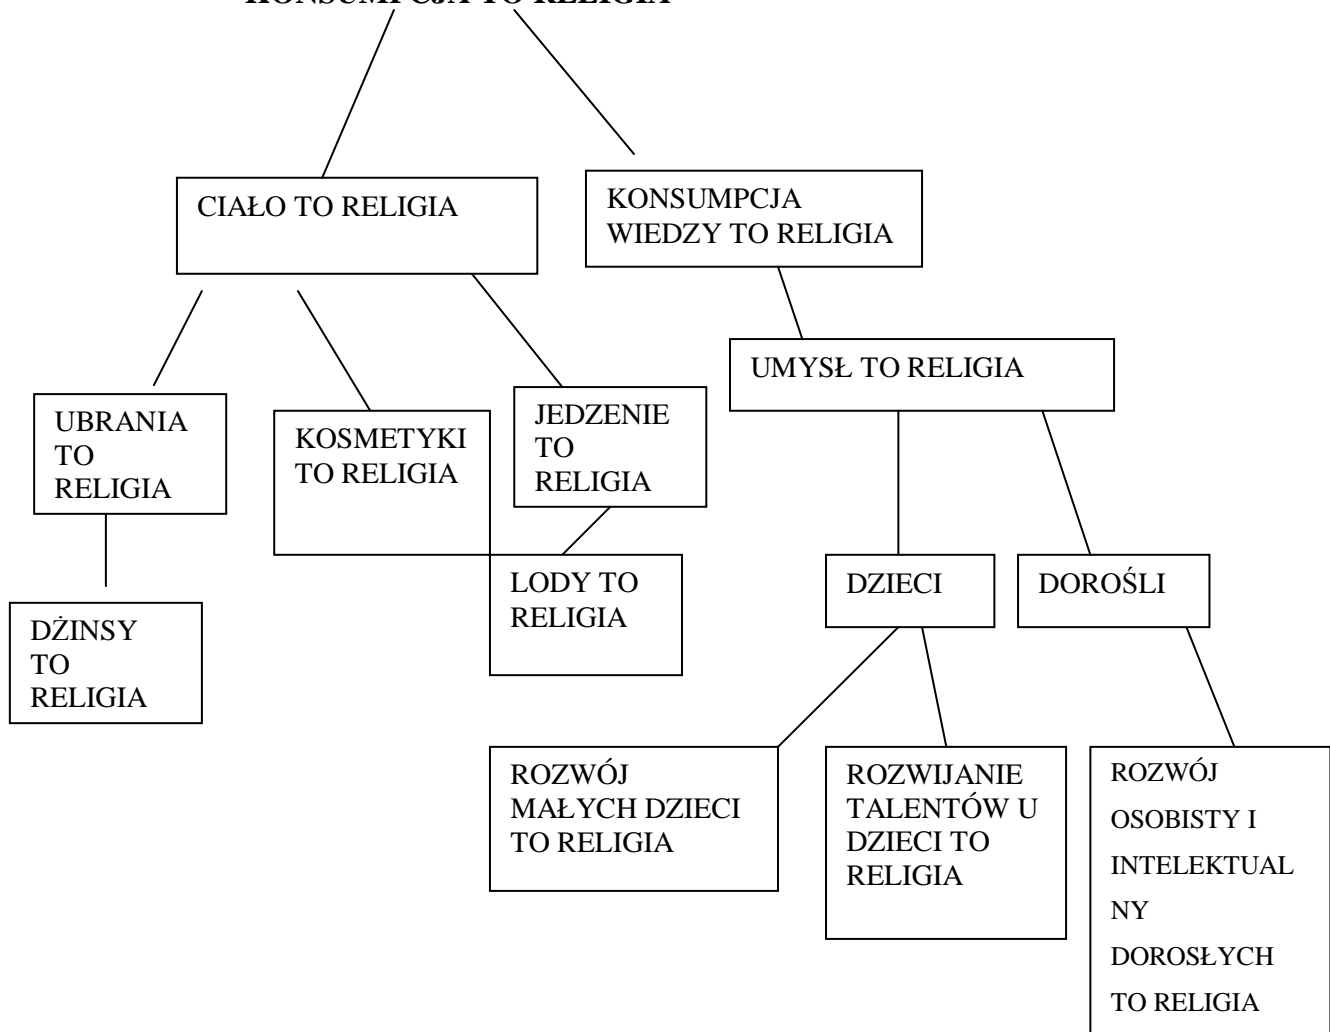 KONSUMPCJA TO RELIGIA
CIAŁO TO RELIGIA
KONSUMPCJA
WIEDZY TO RELIGIA
UMYSŁ TO RELIGIA
UBRANIA
TO
RELIGIA
KOSMETYKI
TO RELIGIA
JEDZENIE
TO
RELIGIA
DŻINSY
TO
RELIGIA
LODY TO
RELIGIA
DZIECI
DOROŚLI
ROZWÓJ
MAŁYCH DZIECI
TO RELIGIA
ROZWIJANIE
TALENTÓW U
DZIECI TO
RELIGIA
ROZWÓJ
OSOBISTY I
INTELEKTUAL
NY
DOROSŁYCH
TO RELIGIA